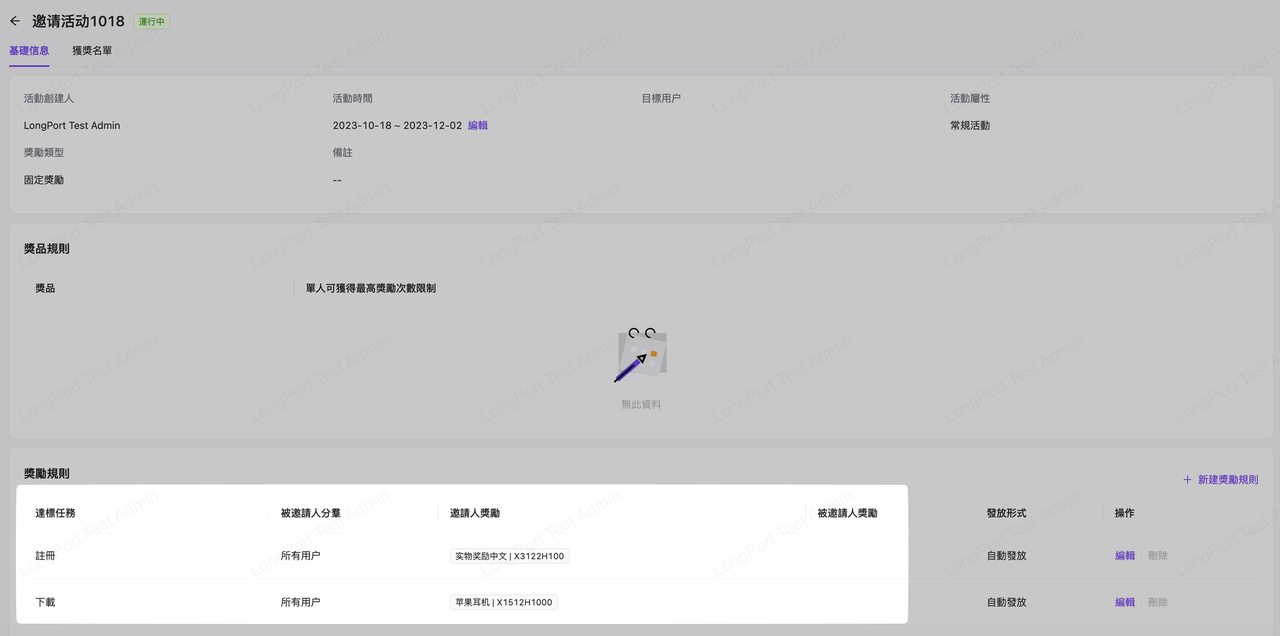 邀请活动1018 運行中
基礎信息 獲獎名單
活動創建人 活動時間 目標用户 活動屬性
LongPort Test Admin 2023-10-18 ~ 2023-12-02 編輯 常規活動
獎勵類型 備註
固定獎勵 --
獎品規則
獎品 單人可獲得最高獎勵次數限制
無此資料
獎勵規則
+ 新建獎勵規則
達標任務 被邀請人分羣 邀請人獎勵 被邀請人獎勵 發放形式 操作
註冊 所有用户 实物奖励中文 | X3122H100 自動發放 編輯 刪除
下載 所有用户 苹果耳机 | X1512H1000 自動發放 編輯 刪除